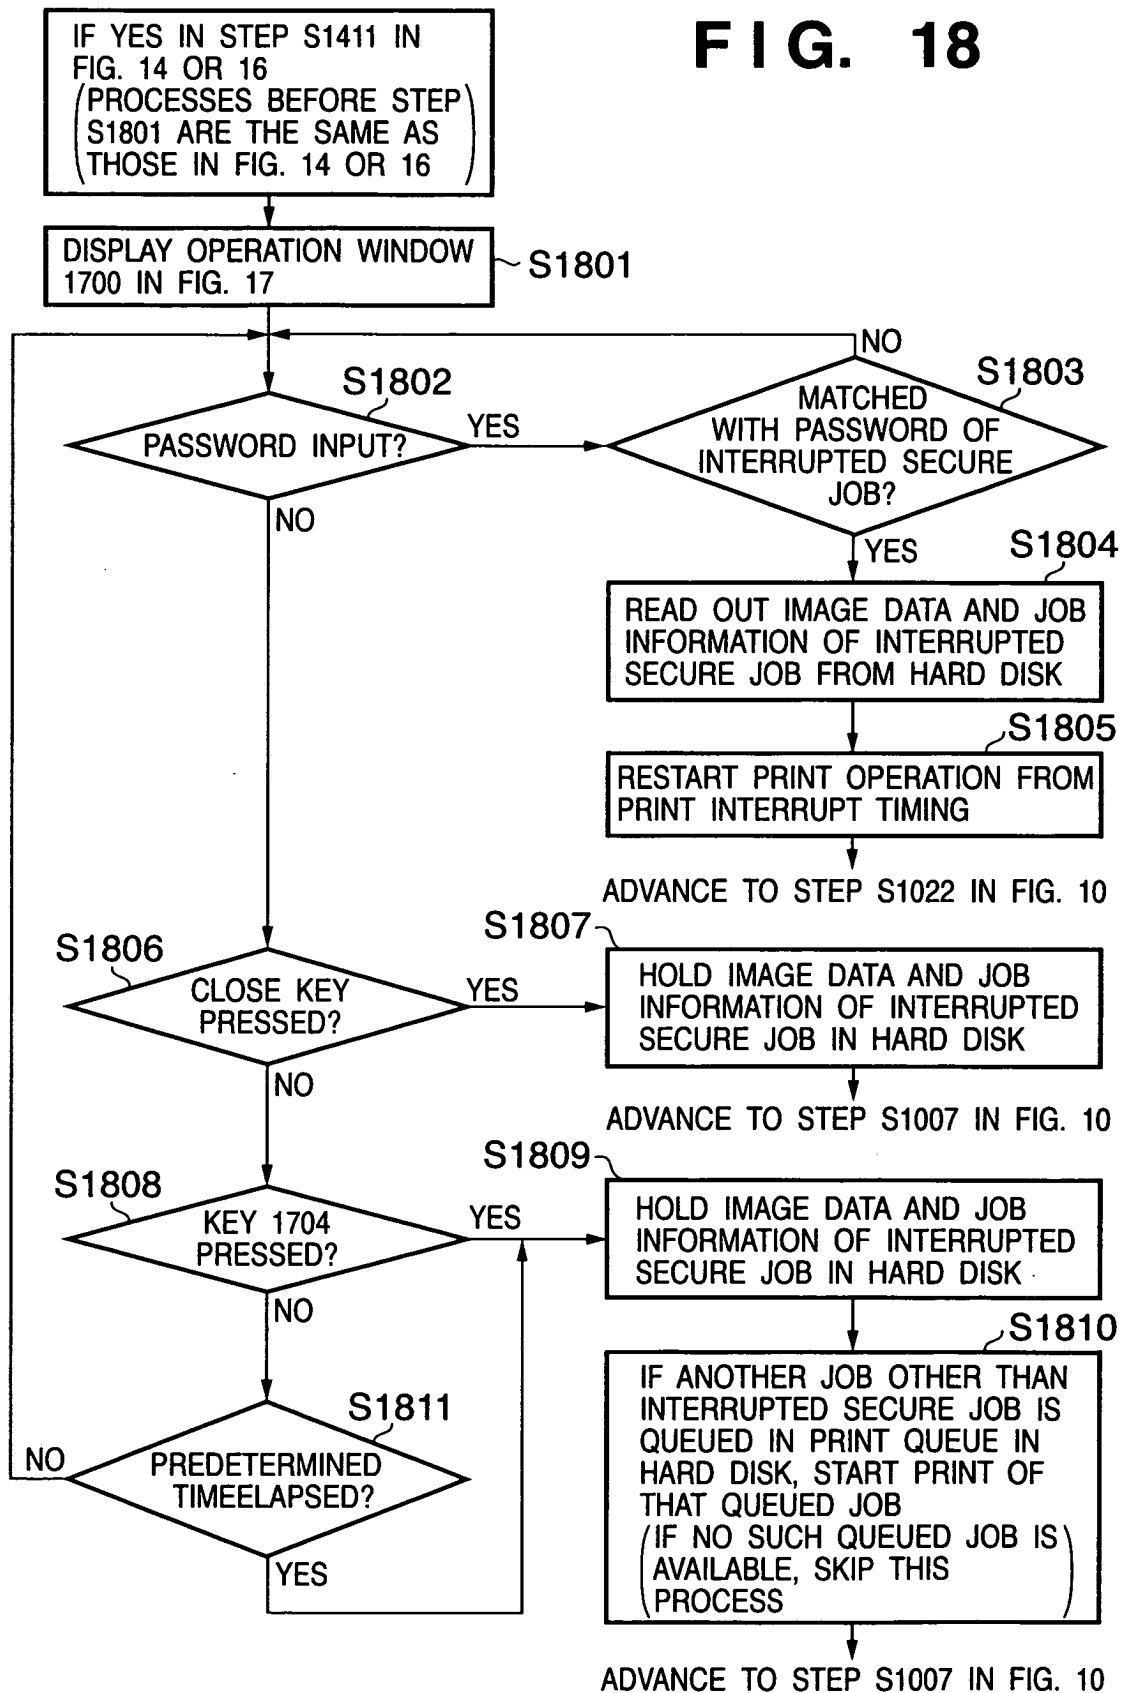 FIG. 18
IF YES IN STEP S1411 IN
FIG. 14 OR 16
(PROCESSES BEFORE STEP
S1801 ARE THE SAME AS
THOSE IN FIG. 14 OR 16)
DISPLAY OPERATION WINDOW
1700 IN FIG. 17
S1801
S1802
PASSWORD INPUT?
YES
NO
S1803
MATCHED
WITH PASSWORD OF
INTERRUPTED SECURE
JOB?
NO
YES
S1804
READ OUT IMAGE DATA AND JOB
INFORMATION OF INTERRUPTED
SECURE JOB FROM HARD DISK
S1805
RESTART PRINT OPERATION FROM
PRINT INTERRUPT TIMING
ADVANCE TO STEP S1022 IN FIG. 10
S1806
CLOSE KEY
PRESSED?
YES
NO
S1807
HOLD IMAGE DATA AND JOB
INFORMATION OF INTERRUPTED
SECURE JOB IN HARD DISK
ADVANCE TO STEP S1007 IN FIG. 10
S1808
KEY 1704
PRESSED?
YES
NO
S1809
HOLD IMAGE DATA AND JOB
INFORMATION OF INTERRUPTED
SECURE JOB IN HARD DISK
S1810
IF ANOTHER JOB OTHER THAN
INTERRUPTED SECURE JOB IS
QUEUED IN PRINT QUEUE IN
HARD DISK, START PRINT OF
THAT QUEUED JOB
(IF NO SUCH QUEUED JOB IS
AVAILABLE, SKIP THIS
PROCESS)
ADVANCE TO STEP S1007 IN FIG. 10
S1811
PREDETERMINED
TIMEELAPSED?
NO
YES